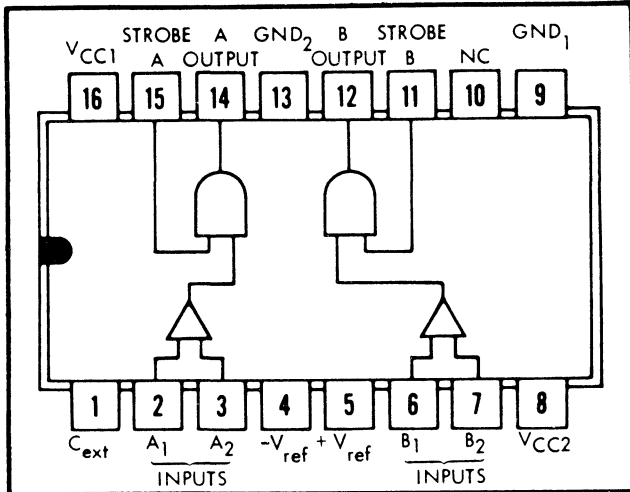 STROBE A GND2 B STROBE GND1
VCC1 A OUTPUT OUTPUT B NC
16 15 14 13 12 11 10 9
1 2 3 4 5 6 7 8
Cext A1 A2 -Vref + Vref B1 B2 VCC2
INPUTS INPUTS